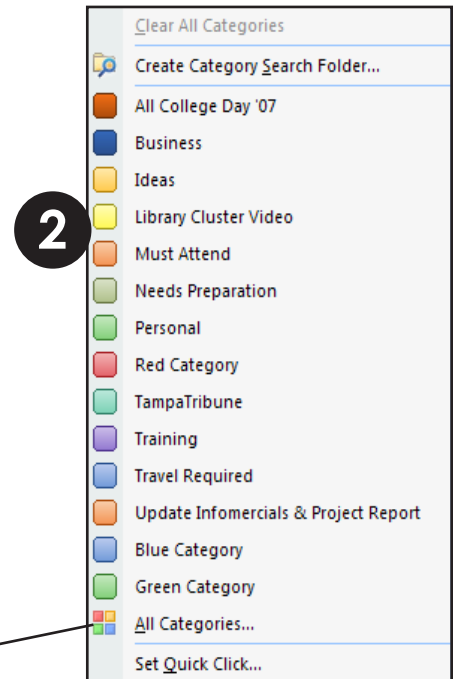 Clear All Categories
Create Category Search Folder...
All College Day '07
Business
Ideas
2
Library Cluster Video
Must Attend
Needs Preparation
Personal
Red Category
TampaTribune
Training
Travel Required
Update Infomercials & Project Report
Blue Category
Green Category
All Categories...
Set Quick Click...